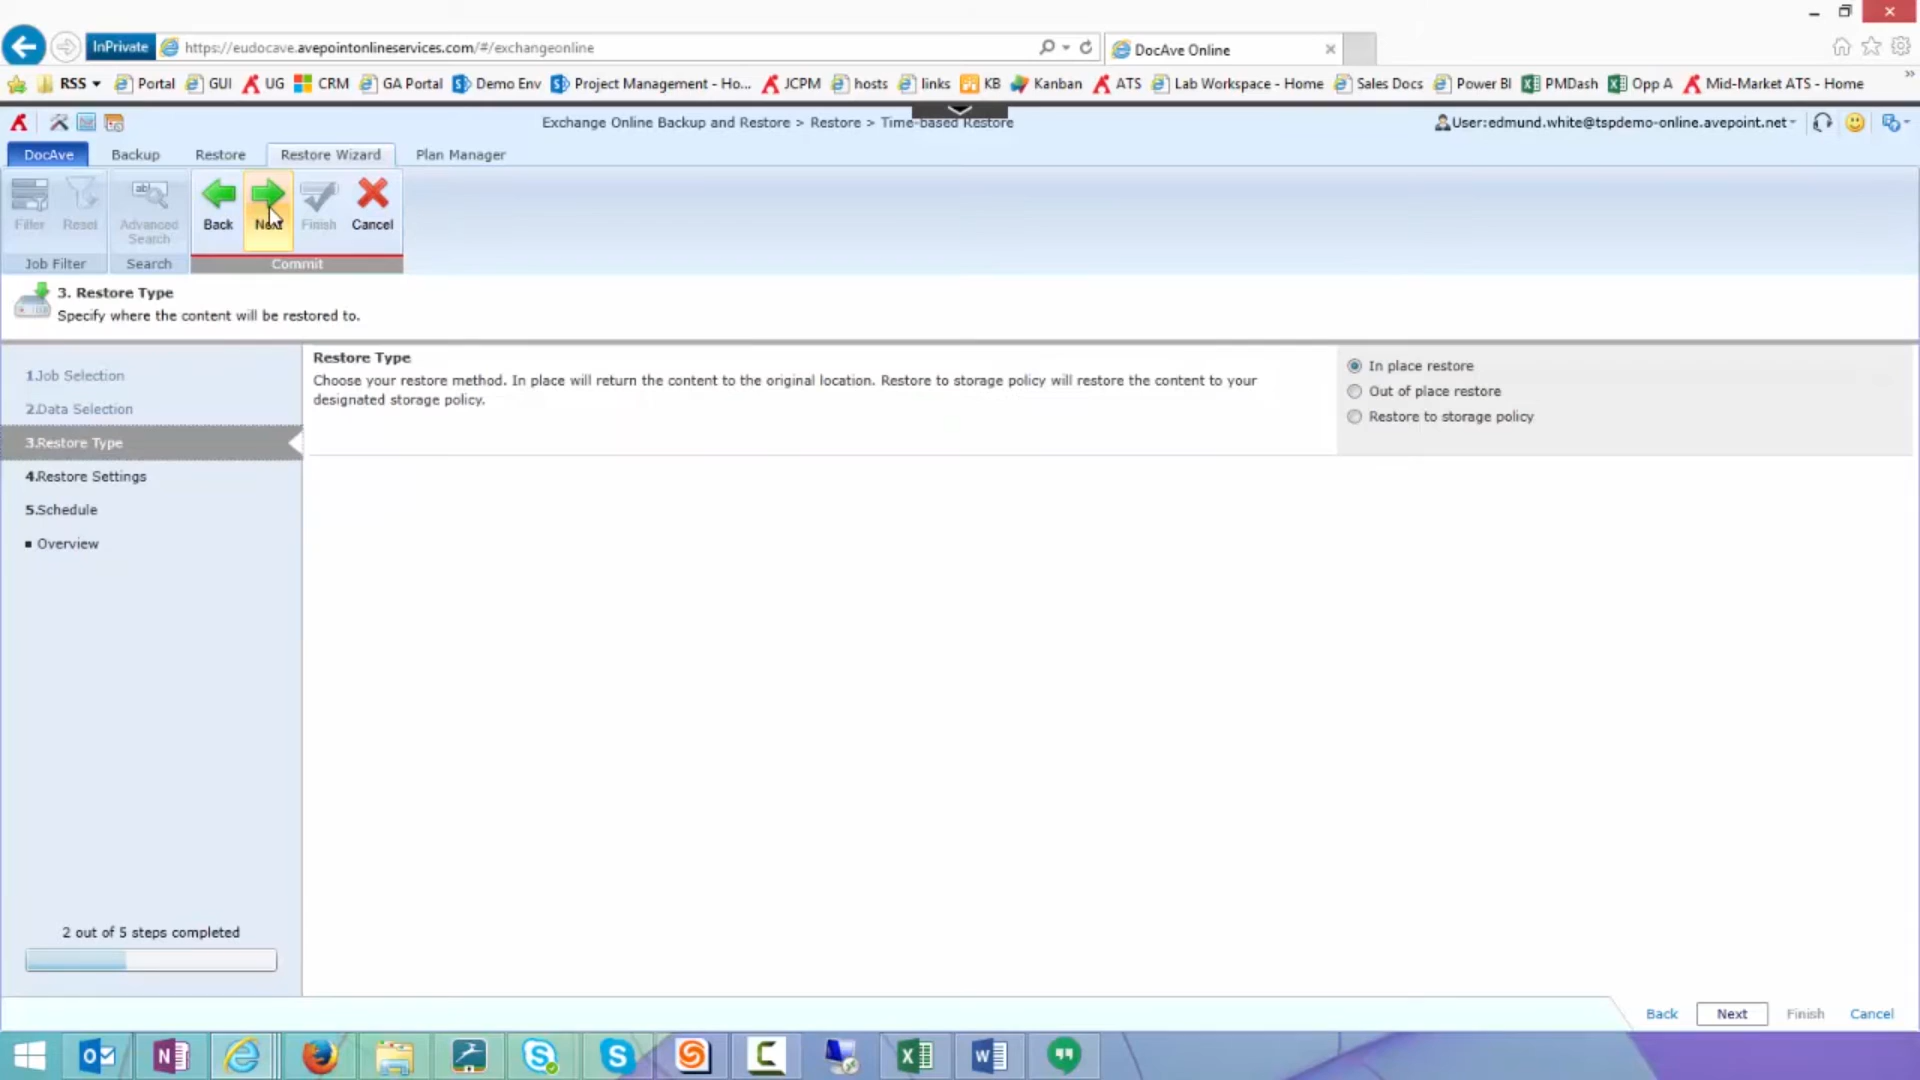 InPrivate
https://eudocave.avepointonlineservices.com/#/exchangeonline
DocAve Online
RSS
Portal
GUI
UG
CRM
GA Portal
Demo Env
Project Management - Ho...
JCPM
hosts
links
KB
Kanban
ATS
Lab Workspace - Home
Sales Docs
Power BI
PMDash
Opp A
Mid-Market ATS - Home
Exchange Online Backup and Restore > Restore > Time-based Restore
User:edmund.white@tspdemo-online.avepoint.net
DocAve
Backup
Restore
Restore Wizard
Plan Manager
Filter
Reset
Advanced
Search
Back
Next
Finish
Cancel
Job Filter
Search
Commit
3. Restore Type
Specify where the content will be restored to.
1.Job Selection
2.Data Selection
3.Restore Type
4.Restore Settings
5.Schedule
Overview
Restore Type
Choose your restore method. In place will return the content to the original location. Restore to storage policy will restore the content to your
designated storage policy.
In place restore
Out of place restore
Restore to storage policy
2 out of 5 steps completed
Back
Next
Finish
Cancel